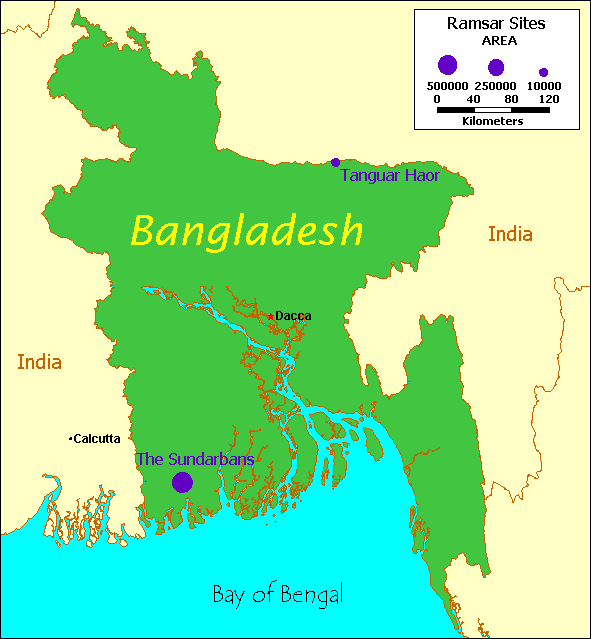 Ramsar Sites
AREA
500000 250000 10000
0 40 80 120
Kilometers
Tanguar Haor
Bangladesh
India
Dacca
India
Calcutta
The Sundarbans
Bay of Bengal